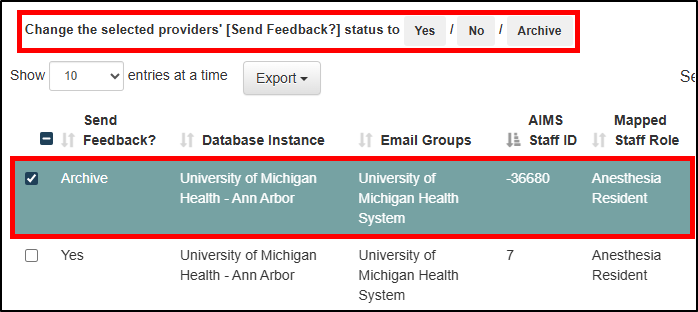 Change the selected providers' [Send Feedback?] status to Yes / No / Archive
Show 10 entries at a time Export
Send Feedback? Database Instance Email Groups AIMS Staff ID Mapped Staff Role
Archive University of Michigan Health - Ann Arbor University of Michigan Health System -36680 Anesthesia Resident
Yes University of Michigan Health - Ann Arbor University of Michigan Health System 7 Anesthesia Resident